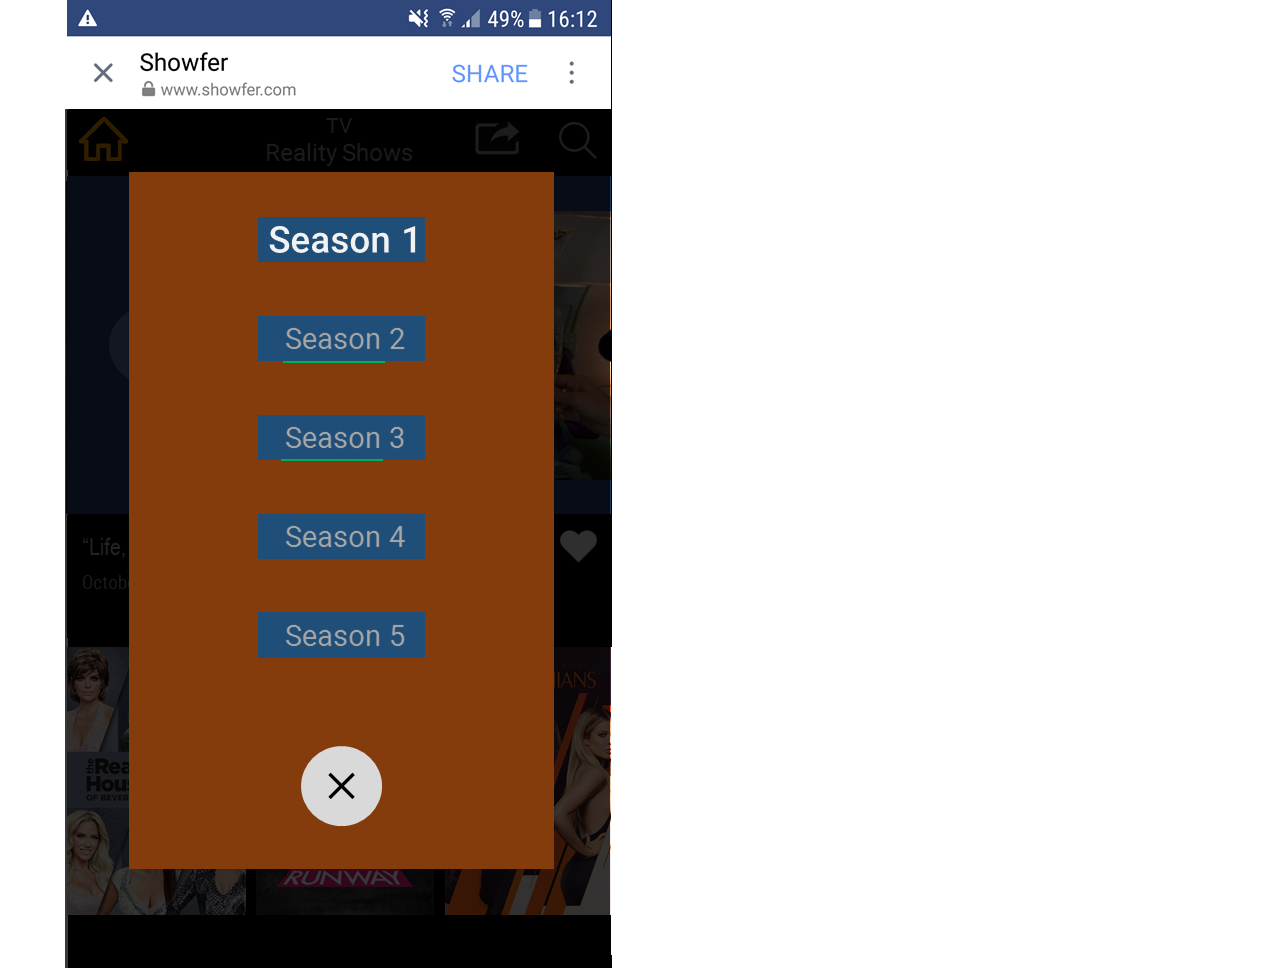 49% 16:12
Showfer
www.showfer.com
SHARE
TV
Reality Shows
Season 1
Season 2
Season 3
Season 4
Season 5
“Life,
Octob
the Rea
Hou
OF BEVER
IANS
RUNWAY